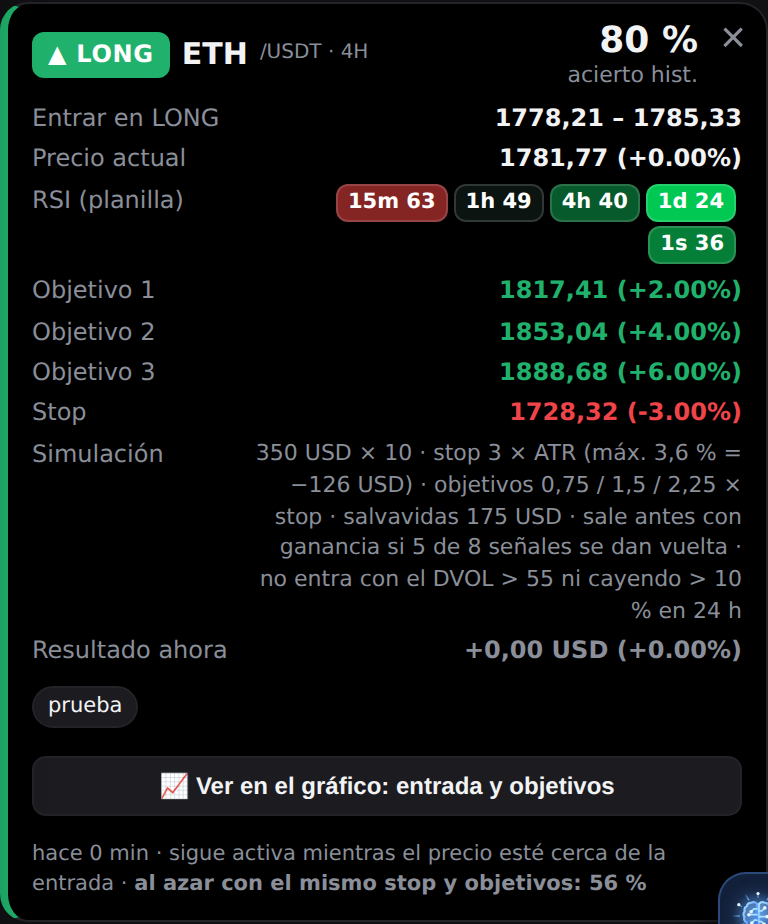 ▲ LONG ETH /USDT · 4H 80 % ×
acierto hist.
Entrar en LONG 1778,21 – 1785,33
Precio actual 1781,77 (+0.00%)
RSI (planilla) 15m 63 1h 49 4h 40 1d 24
1s 36
Objetivo 1 1817,41 (+2.00%)
Objetivo 2 1853,04 (+4.00%)
Objetivo 3 1888,68 (+6.00%)
Stop 1728,32 (-3.00%)
Simulación 350 USD × 10 · stop 3 × ATR (máx. 3,6 % =
−126 USD) · objetivos 0,75 / 1,5 / 2,25 ×
stop · salvavidas 175 USD · sale antes con
ganancia si 5 de 8 señales se dan vuelta ·
no entra con el DVOL > 55 ni cayendo > 10
% en 24 h
Resultado ahora +0,00 USD (+0.00%)
prueba
📈 Ver en el gráfico: entrada y objetivos
hace 0 min · sigue activa mientras el precio esté cerca de la
entrada · al azar con el mismo stop y objetivos: 56 %